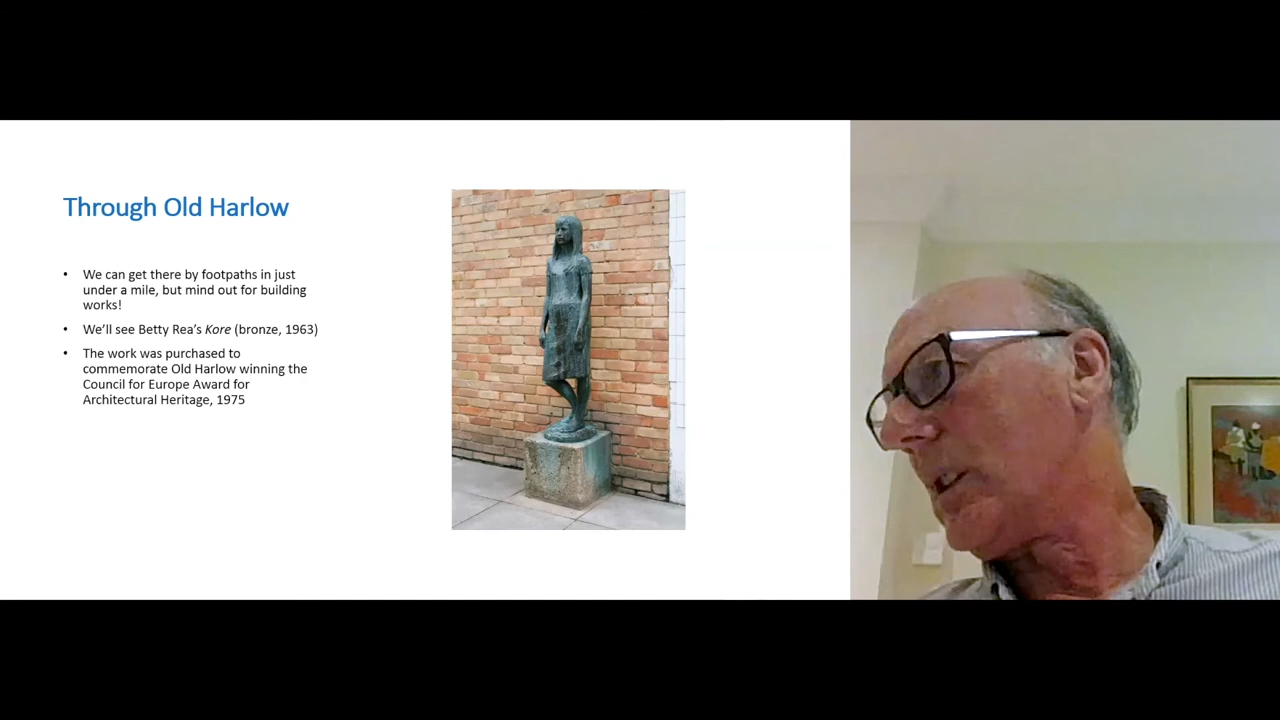 Through Old Harlow
• We can get there by footpaths in just
under a mile, but mind out for building
works!
• We’ll see Betty Rea’s Kore (bronze, 1963)
• The work was purchased to
commemorate Old Harlow winning the
Council for Europe Award for
Architectural Heritage, 1975